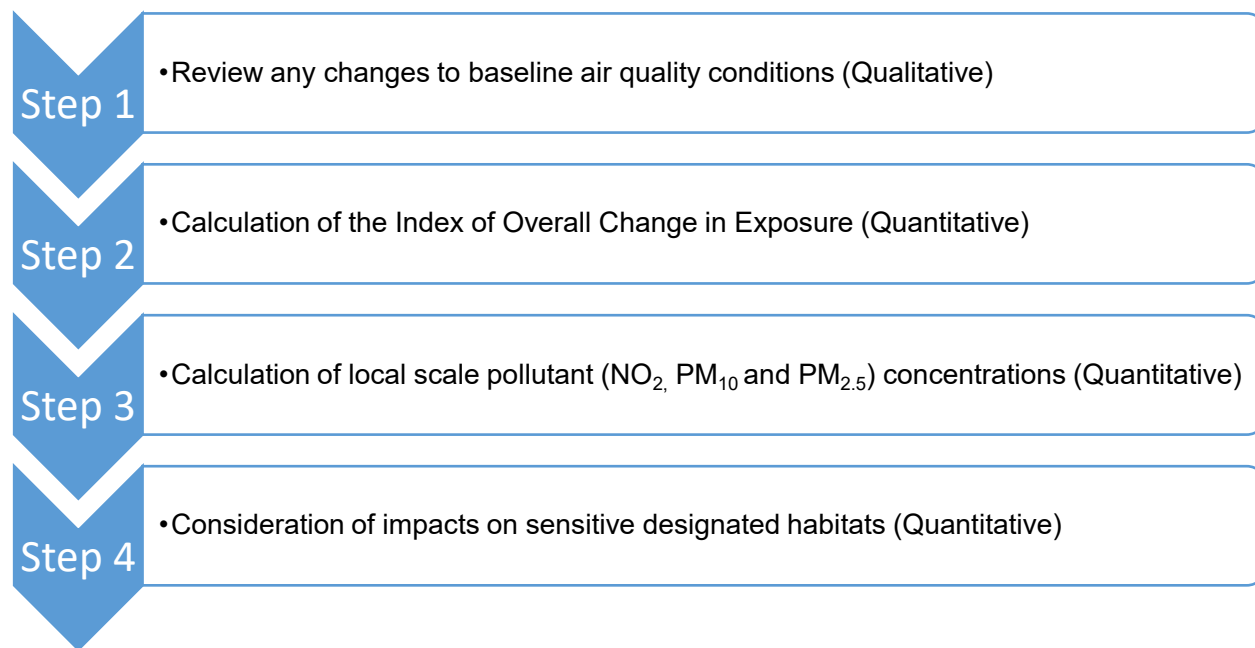 Step 1
•Review any changes to baseline air quality conditions (Qualitative)
Step 2
•Calculation of the Index of Overall Change in Exposure (Quantitative)
Step 3
•Calculation of local scale pollutant (NO2, PM10 and PM2.5) concentrations (Quantitative)
Step 4
•Consideration of impacts on sensitive designated habitats (Quantitative)